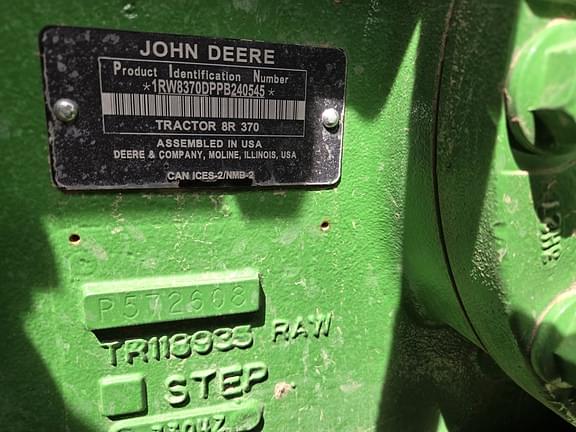 JOHN DEERE
Product Identification Number
*1RW8370DPPB240545*
TRACTOR 8R 370
ASSEMBLED IN USA
DEERE & COMPANY, MOLINE, ILLINOIS, USA
CAN ICES-2/NMB-2
P572608
TR118935 RAW
STEP